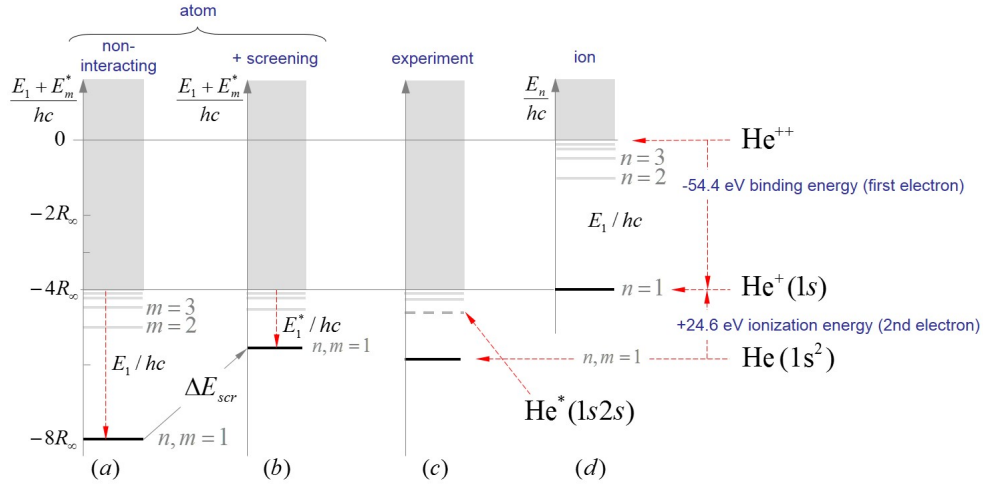 atom
non-
interacting
+ screening
experiment
ion
E₁ + E*ₘ / hc
E₁ + E*ₘ / hc
Eₙ / hc
0
He⁺⁺
n = 3
n = 2
-54.4 eV binding energy (first electron)
−2R∞
E₁ / hc
−4R∞
n = 1
He⁺(1s)
m = 3
m = 2
E₁* / hc
+24.6 eV ionization energy (2nd electron)
n, m = 1
E₁ / hc
n, m = 1
He(1s²)
ΔE_scr
He*(1s2s)
−8R∞
n, m = 1
(a)
(b)
(c)
(d)